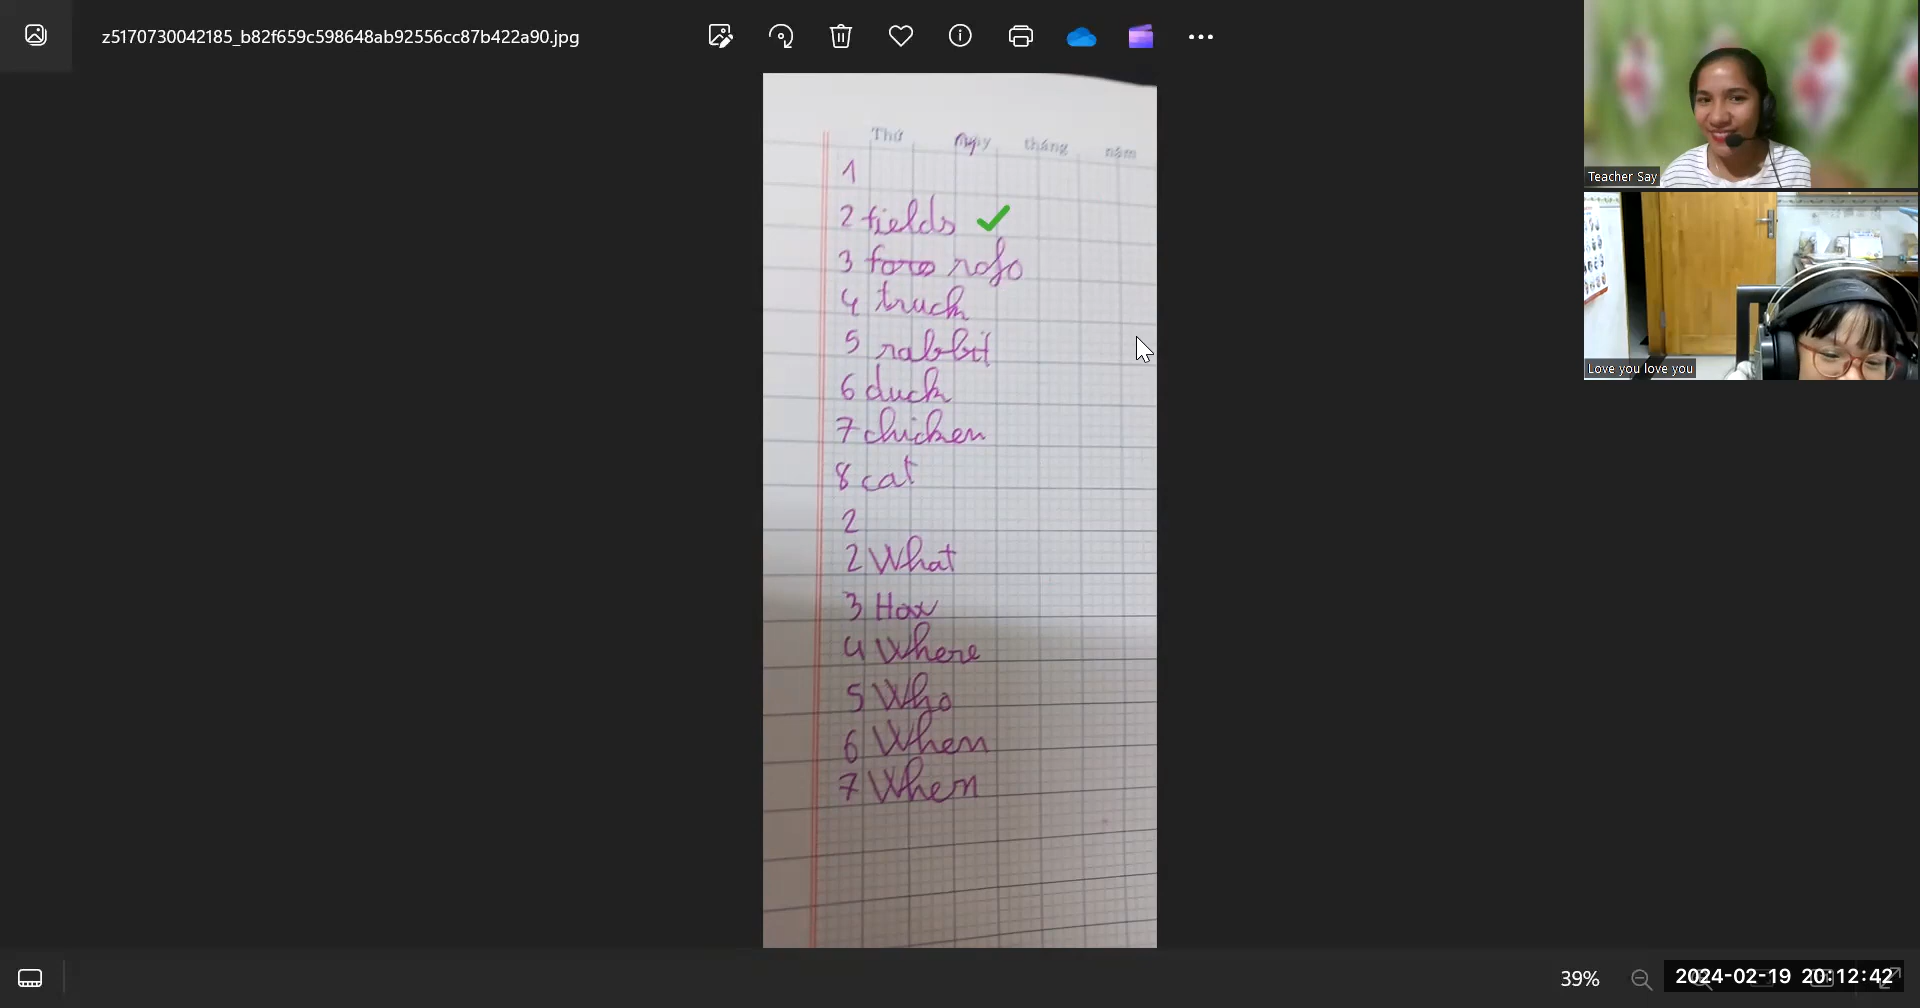 z5170730042185_b82f659c598648ab92556cc87b422a90.jpg
Thứ ngày tháng năm
1
2 fields
3 rofo
4 truck
5 rabbit
6 duck
7 chicken
8 cat
2
2 What
3 How
4 Where
5 Who
6 When
7 When
Teacher Say
Love you love you
39%
2024-02-19 20:12:42